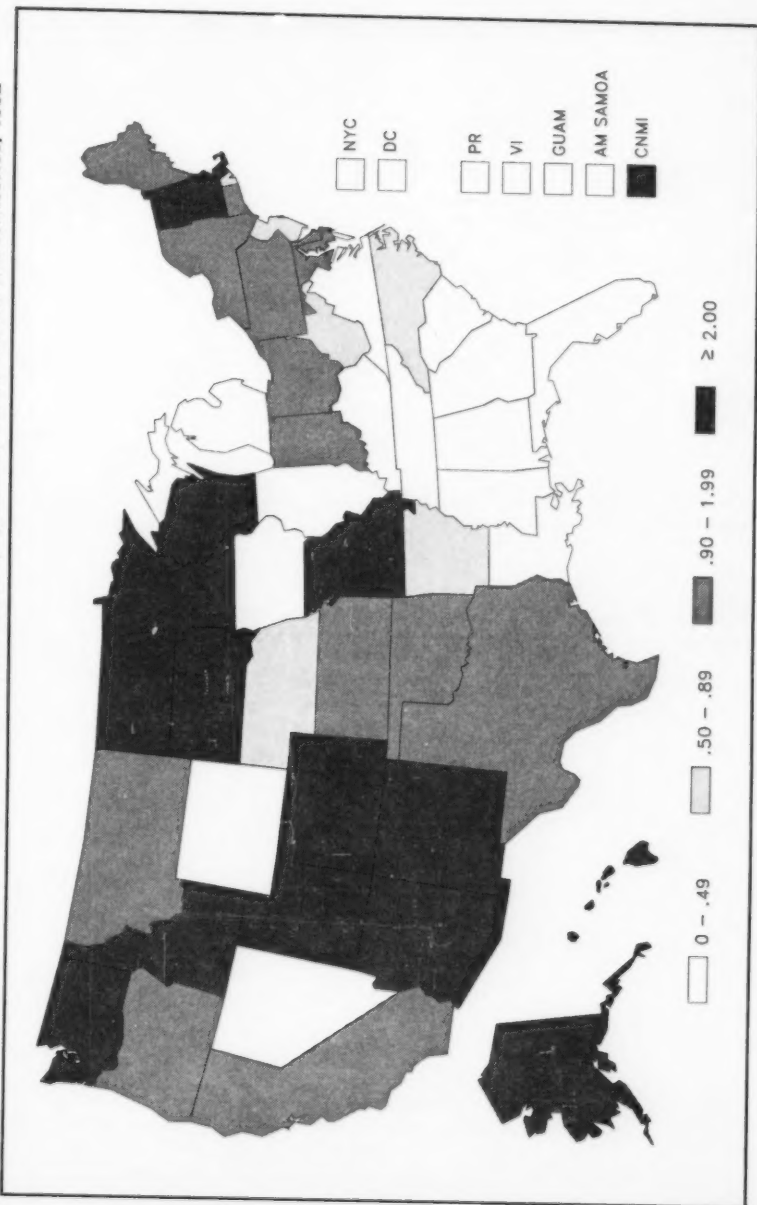 NYC
DC
PR
VI
GUAM
AM SAMOA
CNMI
0 – .49
.50 – .89
.90 – 1.99
≥ 2.00